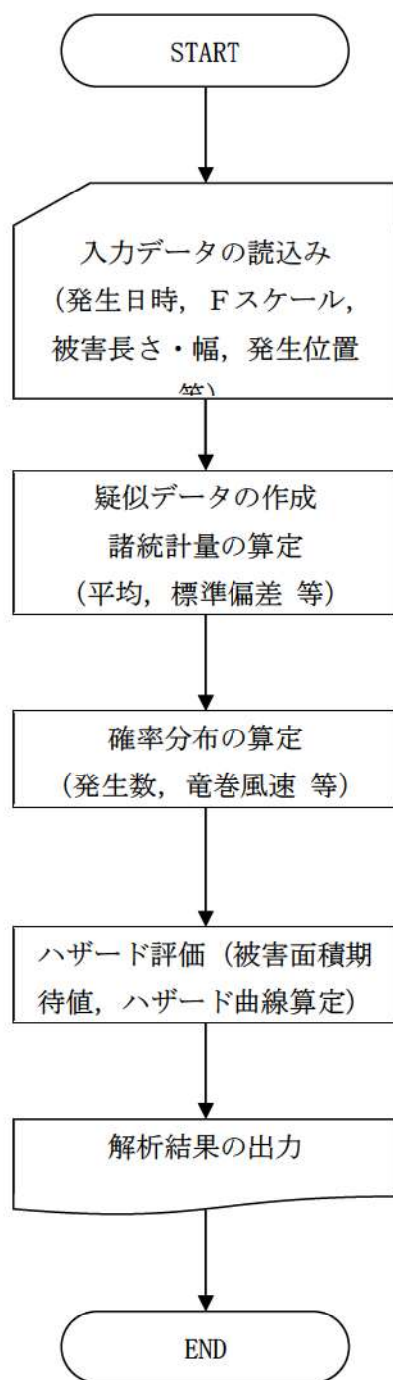 START
入力データの読込み
（発生日時，Ｆスケール，
被害長さ・幅，発生位置
等）
疑似データの作成
諸統計量の算定
（平均，標準偏差 等）
確率分布の算定
（発生数，竜巻風速 等）
ハザード評価（被害面積期
待値，ハザード曲線算定）
解析結果の出力
END